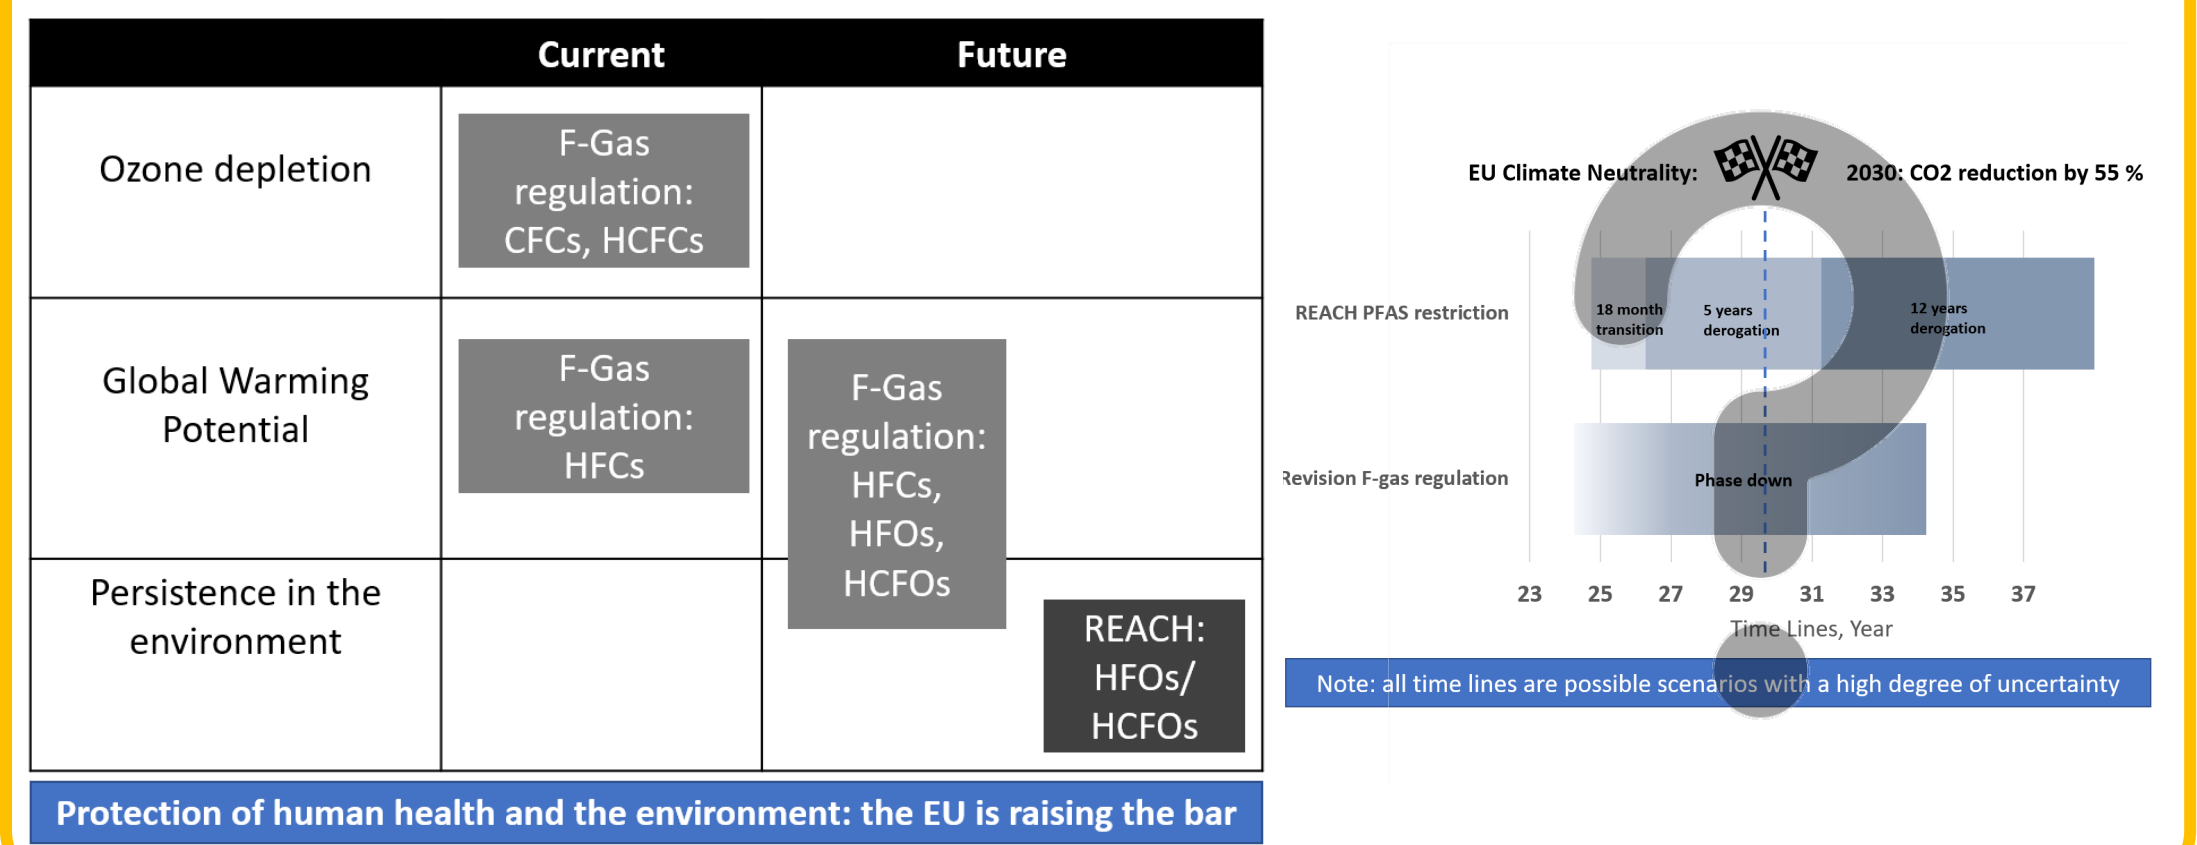 Current
Future
Ozone depletion
F-Gas
regulation:
CFCs, HCFCs
Global Warming
Potential
F-Gas
regulation:
HFCs
F-Gas
regulation:
HFCs,
HFOs,
HCFOs
Persistence in the
environment
REACH:
HFOs/
HCFOs
Protection of human health and the environment: the EU is raising the bar
EU Climate Neutrality:
2030: CO2 reduction by 55 %
REACH PFAS restriction
18 month
transition
5 years
derogation
12 years
derogation
Revision F-gas regulation
Phase down
23 25 27 29 31 33 35 37
Time Lines, Year
Note: all time lines are possible scenarios with a high degree of uncertainty